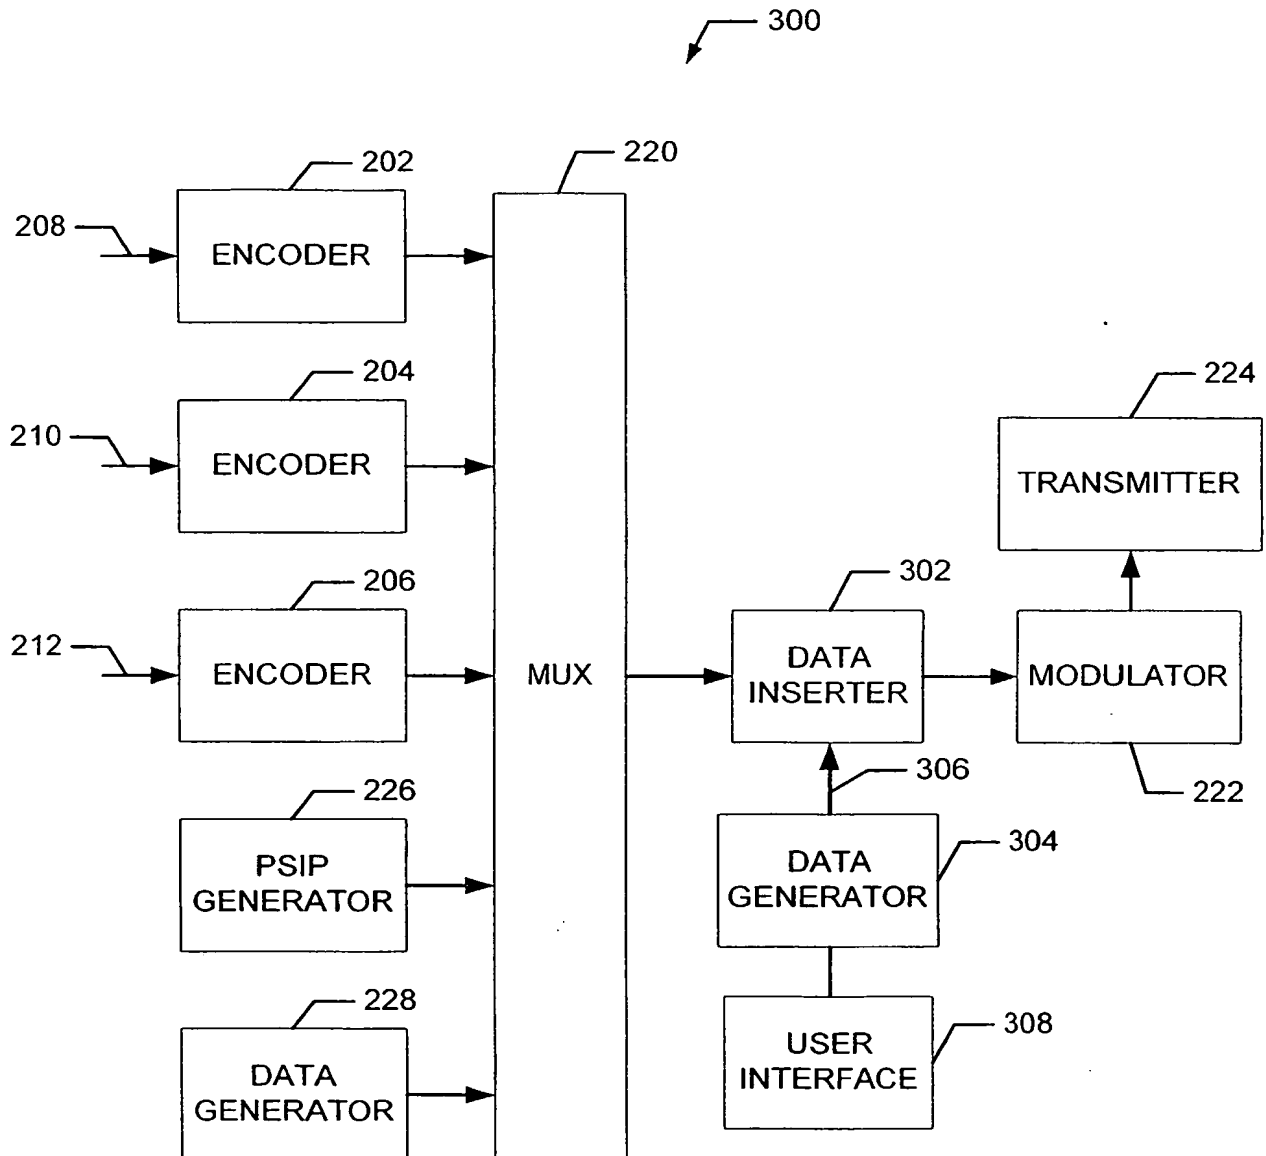 300
202
220
208
ENCODER
204
224
210
ENCODER
TRANSMITTER
206
302
212
ENCODER
MUX
DATA
INSERTER
MODULATOR
306
222
226
PSIP
GENERATOR
304
DATA
GENERATOR
228
DATA
GENERATOR
308
USER
INTERFACE